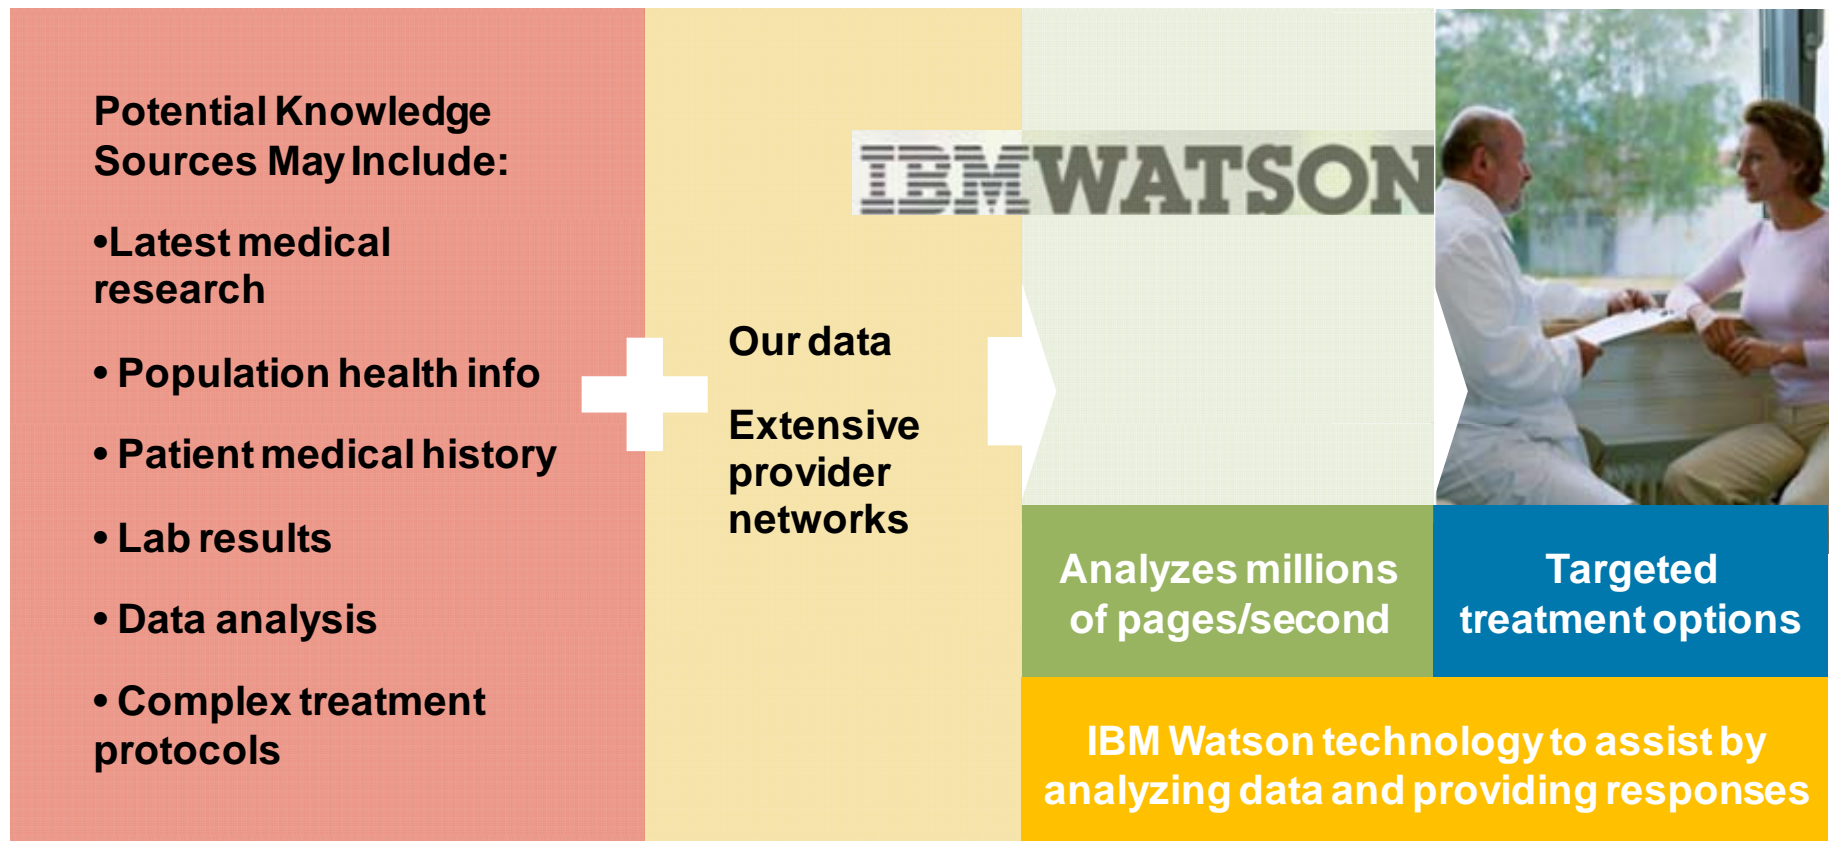 Potential Knowledge
Sources May Include:
•Latest medical
research
• Population health info
• Patient medical history
• Lab results
• Data analysis
• Complex treatment
protocols
Our data
Extensive
provider
networks
IBM WATSON
Analyzes millions
of pages/second
Targeted
treatment options
IBM Watson technology to assist by
analyzing data and providing responses